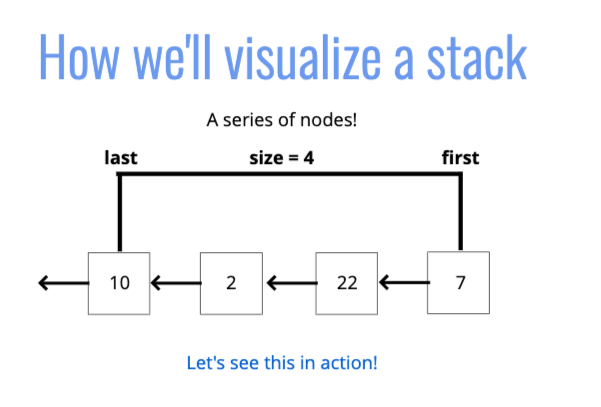 How we'll visualize a stack
A series of nodes!
last size = 4 first
10 2 22 7
Let's see this in action!